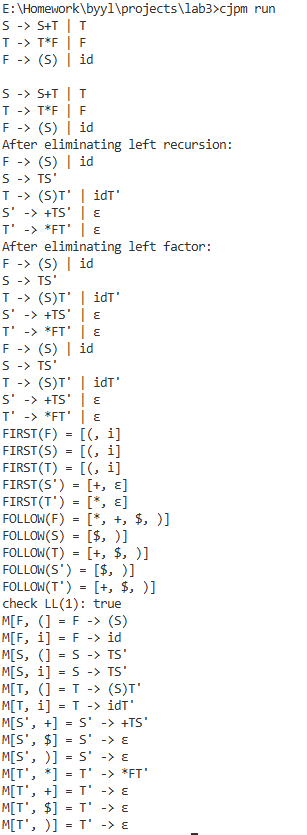 E:\Homework\byyl\projects\lab3>cjpm run
S -> S+T | T
T -> T*F | F
F -> (S) | id
S -> S+T | T
T -> T*F | F
F -> (S) | id
After eliminating left recursion:
F -> (S) | id
S -> TS'
T -> (S)T' | idT'
S' -> +TS' | ε
T' -> *FT' | ε
After eliminating left factor:
F -> (S) | id
S -> TS'
T -> (S)T' | idT'
S' -> +TS' | ε
T' -> *FT' | ε
F -> (S) | id
S -> TS'
T -> (S)T' | idT'
S' -> +TS' | ε
T' -> *FT' | ε
FIRST(F) = [(, i]
FIRST(S) = [(, i]
FIRST(T) = [(, i]
FIRST(S') = [+, ε]
FIRST(T') = [*, ε]
FOLLOW(F) = [*, +, $, )]
FOLLOW(S) = [$, )]
FOLLOW(T) = [+, $, )]
FOLLOW(S') = [$, )]
FOLLOW(T') = [+, $, )]
check LL(1): true
M[F, (] = F -> (S)
M[F, i] = F -> id
M[S, (] = S -> TS'
M[S, i] = S -> TS'
M[T, (] = T -> (S)T'
M[T, i] = T -> idT'
M[S', +] = S' -> +TS'
M[S', $] = S' -> ε
M[S', )] = S' -> ε
M[T', *] = T' -> *FT'
M[T', +] = T' -> ε
M[T', $] = T' -> ε
M[T', )] = T' -> ε